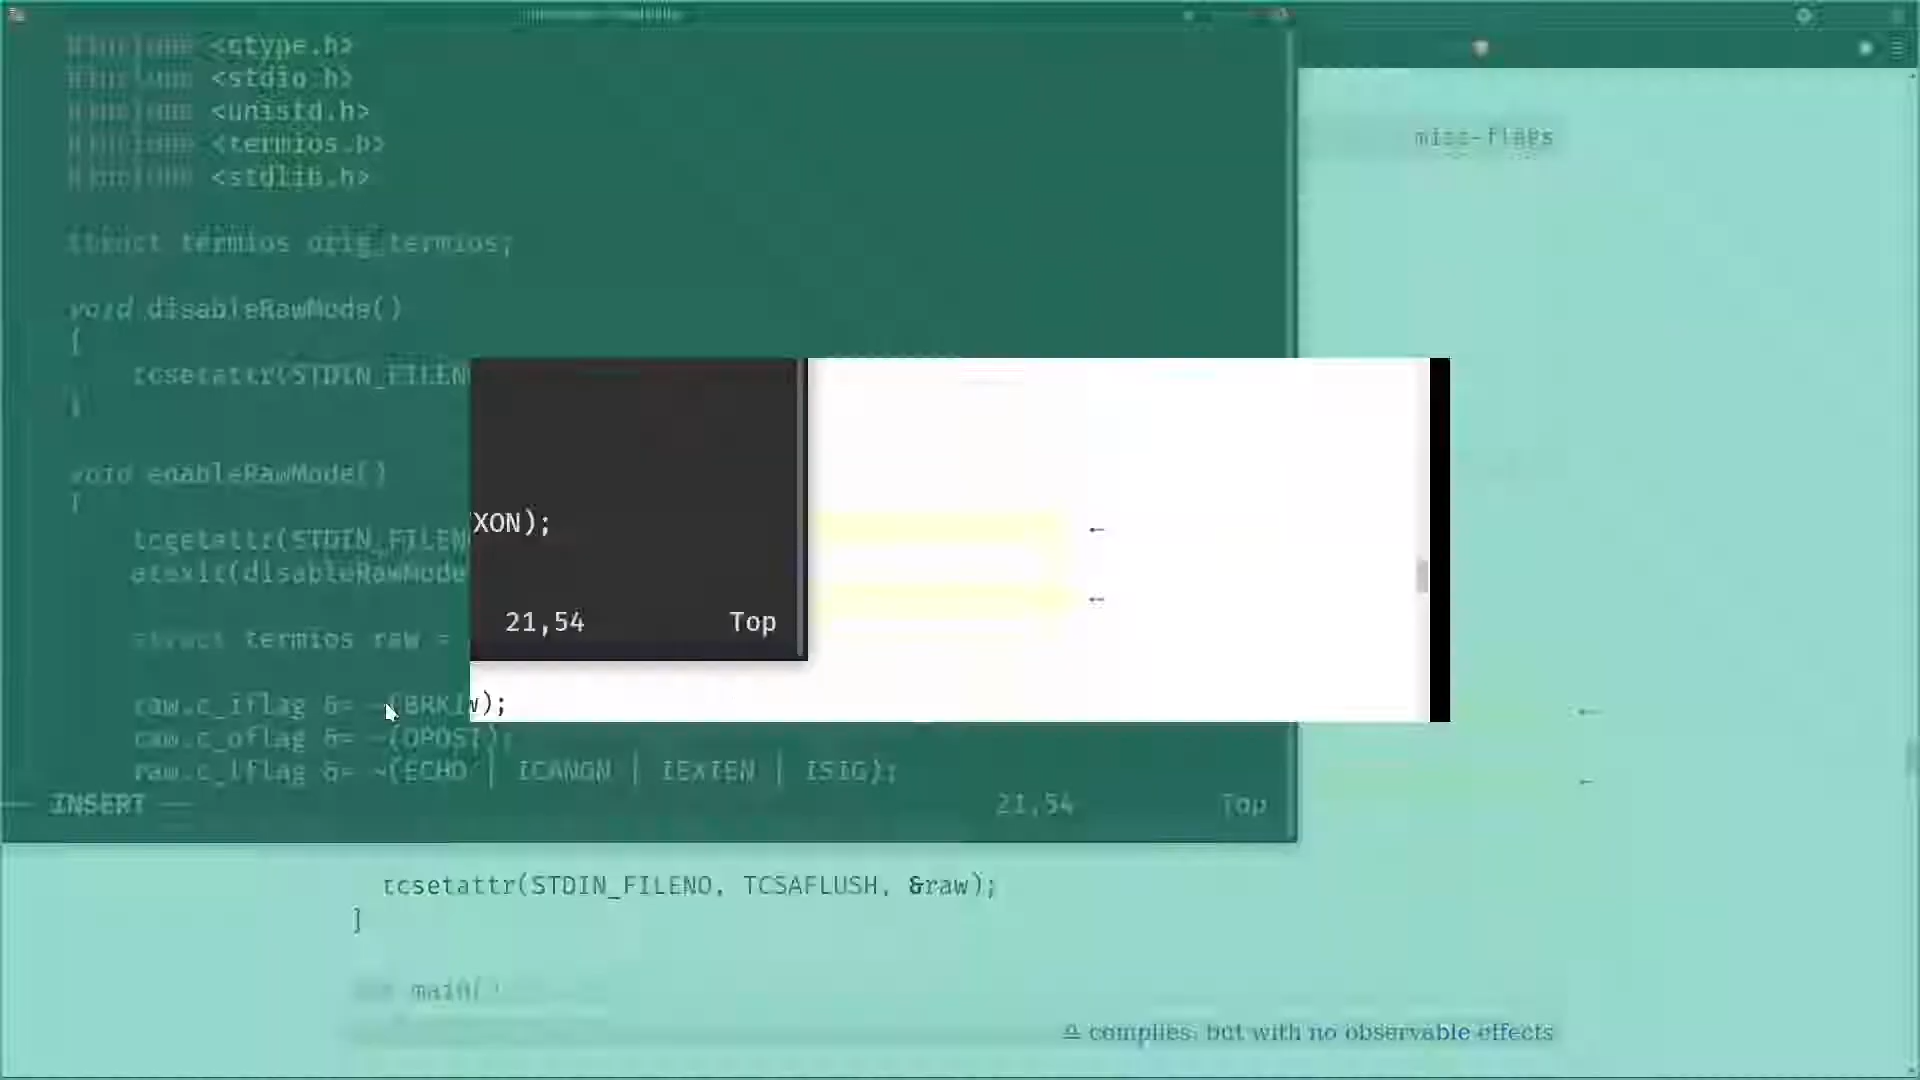 #include <ctype.h>
#include <stdio.h>
#include <unistd.h>
#include <termios.h>
#include <stdlib.h>
misc-flags
struct termios orig_termios;
void disableRawMode()
{
tcsetattr(STDIN_FILEN
}
void enableRawMode()
{
XON);
tcgetattr(STDIN_FILEN
atexit(disableRawMode
←
←
21,54 Top
struct termios raw =
raw.c_iflag &= ~(BRKI
w);
raw.c_oflag &= ~(OPOST);
raw.c_lflag &= ~(ECHO | ICANON | IEXTEN | ISIG);
←
←
-- INSERT -- 21,54 Top
tcsetattr(STDIN_FILENO, TCSAFLUSH, &raw);
}
main()
compiles, but with no observable effects